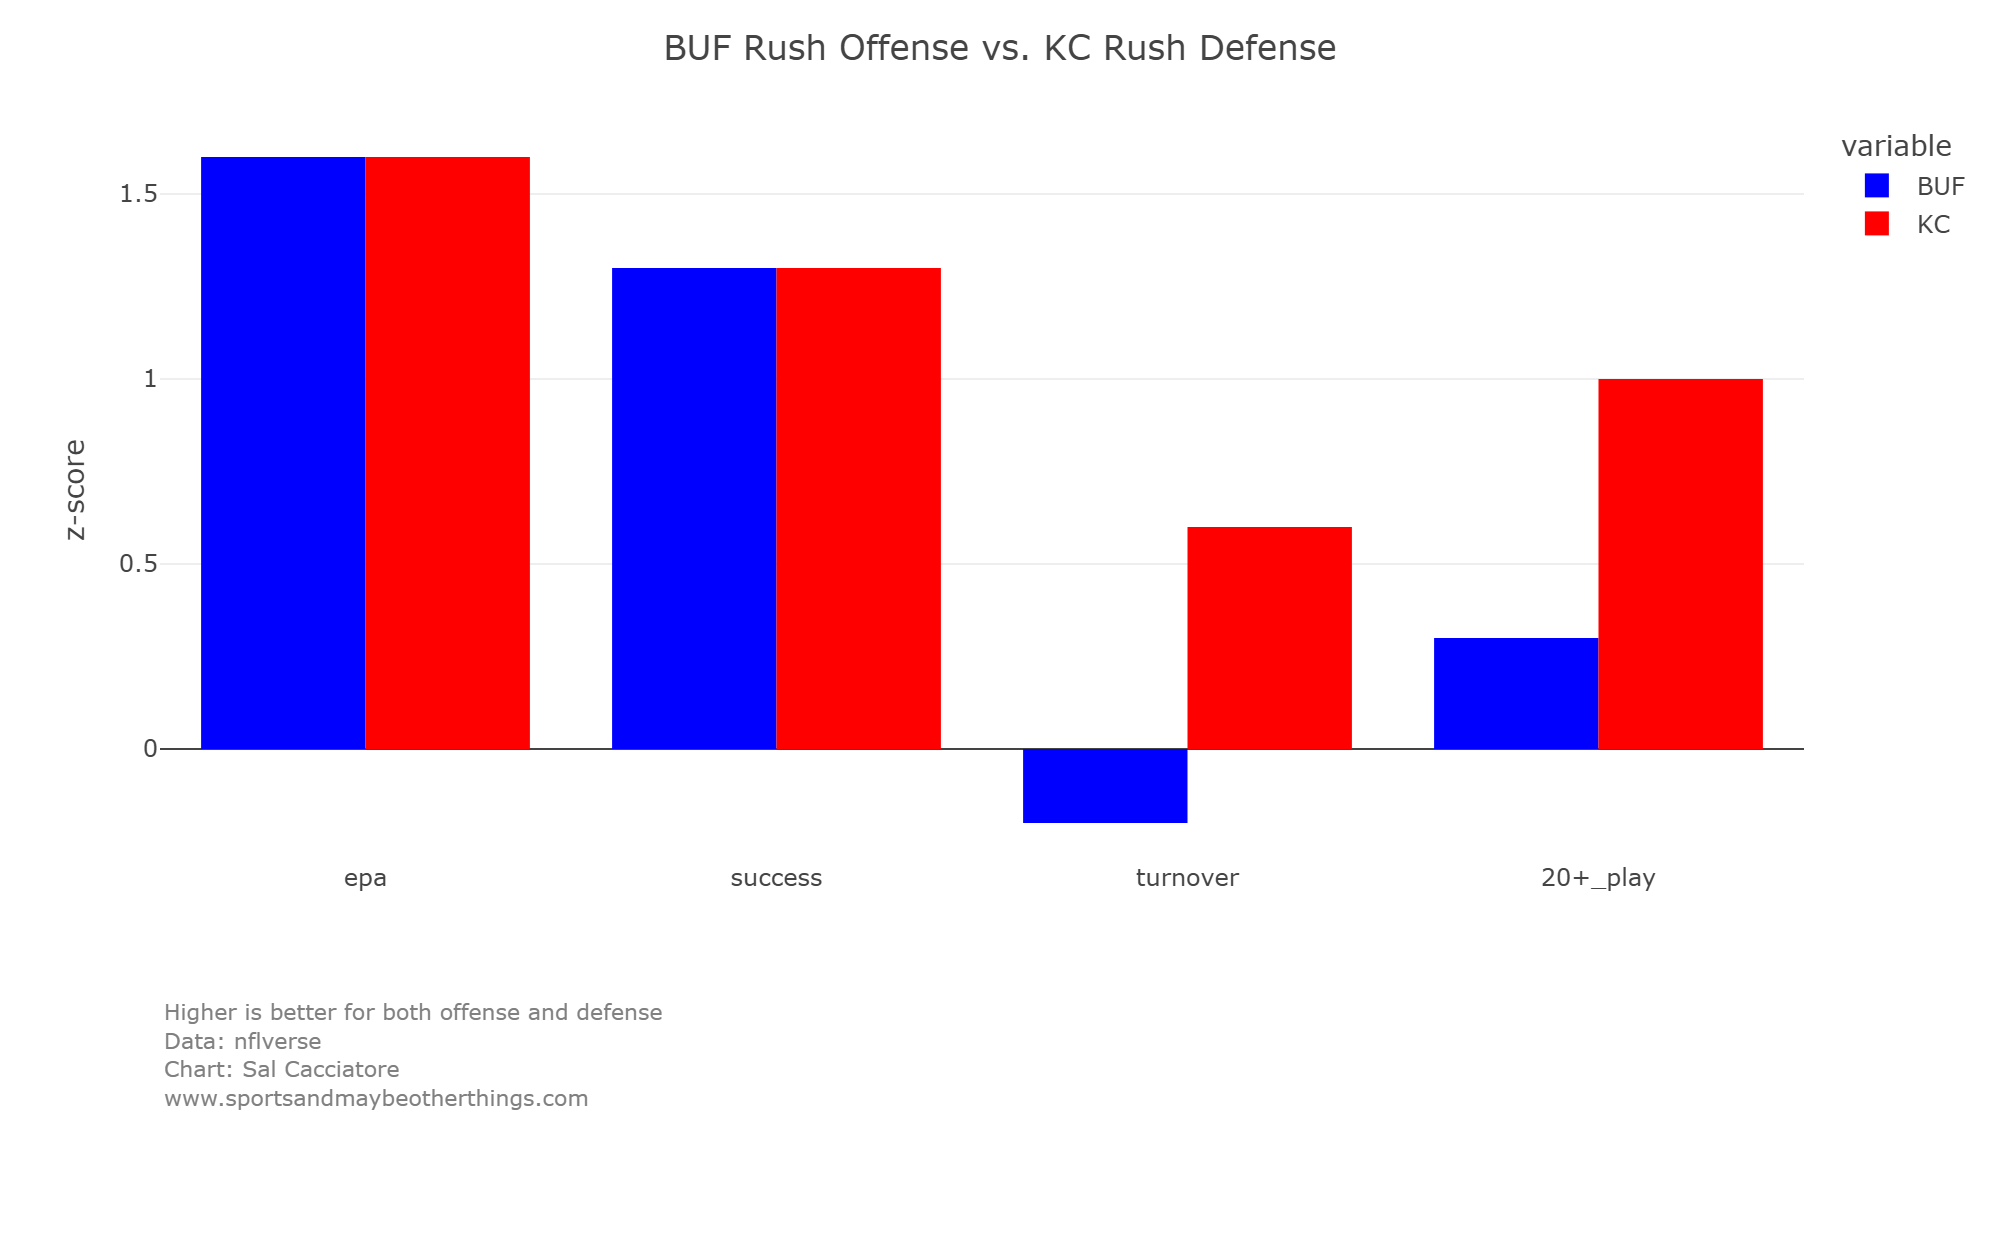 BUF Rush Offense vs. KC Rush Defense
variable
BUF
KC
z-score
1.5
1
0.5
0
epa
success
turnover
20+_play
Higher is better for both offense and defense
Data: nflverse
Chart: Sal Cacciatore
www.sportsandmaybeotherthings.com